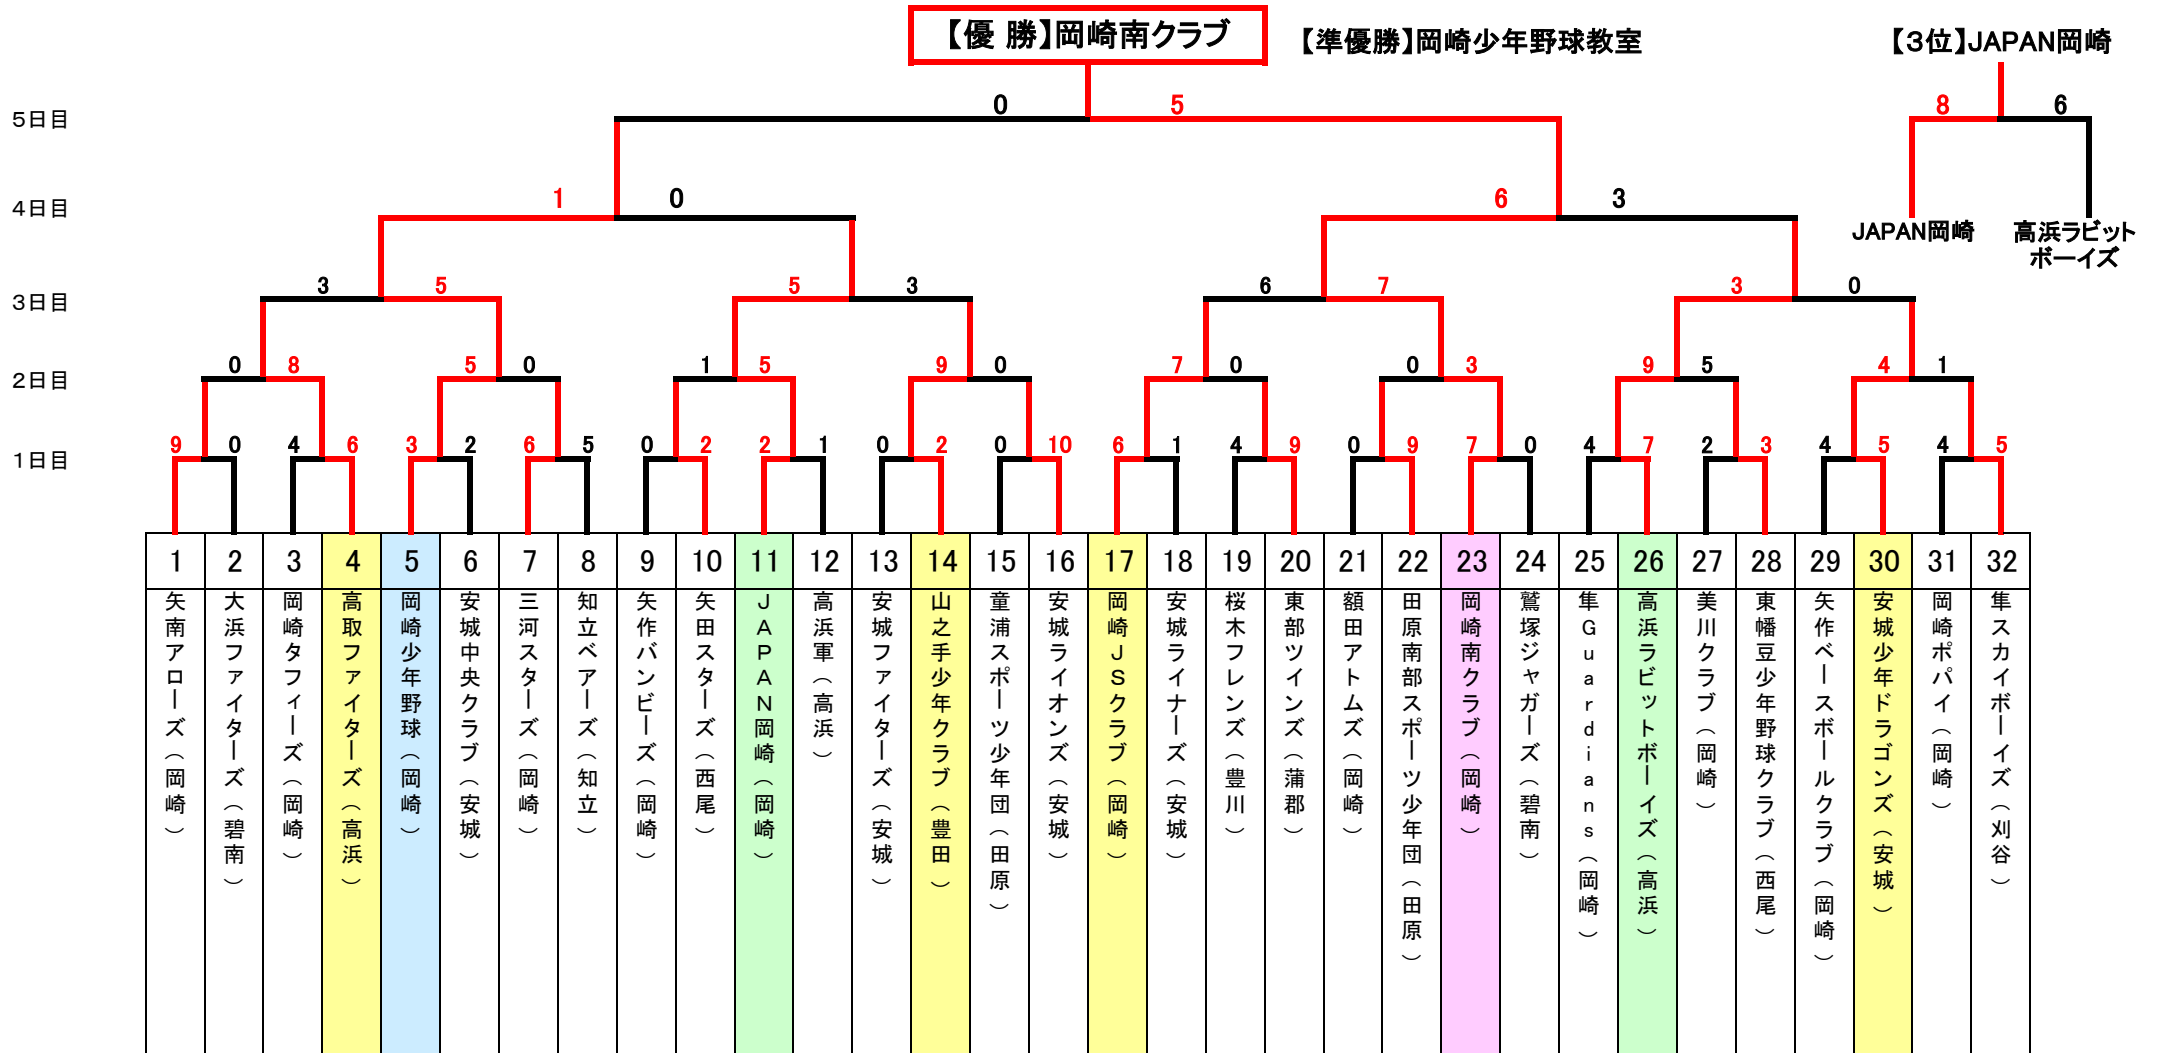 【優 勝】岡崎南クラブ
【準優勝】岡崎少年野球教室
【3位】JAPAN岡崎
5日目
0 5
8 6
4日目
1 0 6 3
JAPAN岡崎
高浜ラビット
ボーイズ
3日目
3 5 5 3 6 7 3 0
2日目
0 8 5 0 1 5 9 0 7 0 0 3 9 5 4 1
1日目
9 0 4 6 3 2 6 5 0 2 2 1 0 2 0 10 6 1 4 9 0 9 7 0 4 7 2 3 4 5 4 5
1 2 3 4 5 6 7 8 9 10 11 12 13 14 15 16 17 18 19 20 21 22 23 24 25 26 27 28 29 30 31 32
矢南アローズ（岡崎）
大浜ファイターズ（碧南）
岡崎タフィーズ（岡崎）
高取ファイターズ（高浜）
岡崎少年野球（岡崎）
安城中央クラブ（安城）
三河スターズ（岡崎）
知立ベアーズ（知立）
矢作バンビーズ（岡崎）
矢田スターズ（西尾）
JAPAN岡崎（岡崎）
高浜軍（高浜）
安城ファイターズ（安城）
山之手少年クラブ（豊田）
童浦スポーツ少年団（田原）
安城ライオンズ（安城）
岡崎JSクラブ（岡崎）
安城ライナーズ（安城）
桜木フレンズ（豊川）
東部ツインズ（蒲郡）
額田アトムズ（岡崎）
田原南部スポーツ少年団（田原）
岡崎南クラブ（岡崎）
鷲塚ジャガーズ（碧南）
隼Guardians（岡崎）
高浜ラビットボーイズ（高浜）
美川クラブ（岡崎）
東幡豆少年野球クラブ（西尾）
矢作ベースボールクラブ（岡崎）
安城少年ドラゴンズ（安城）
岡崎ポパイ（岡崎）
隼スカイボーイズ（刈谷）